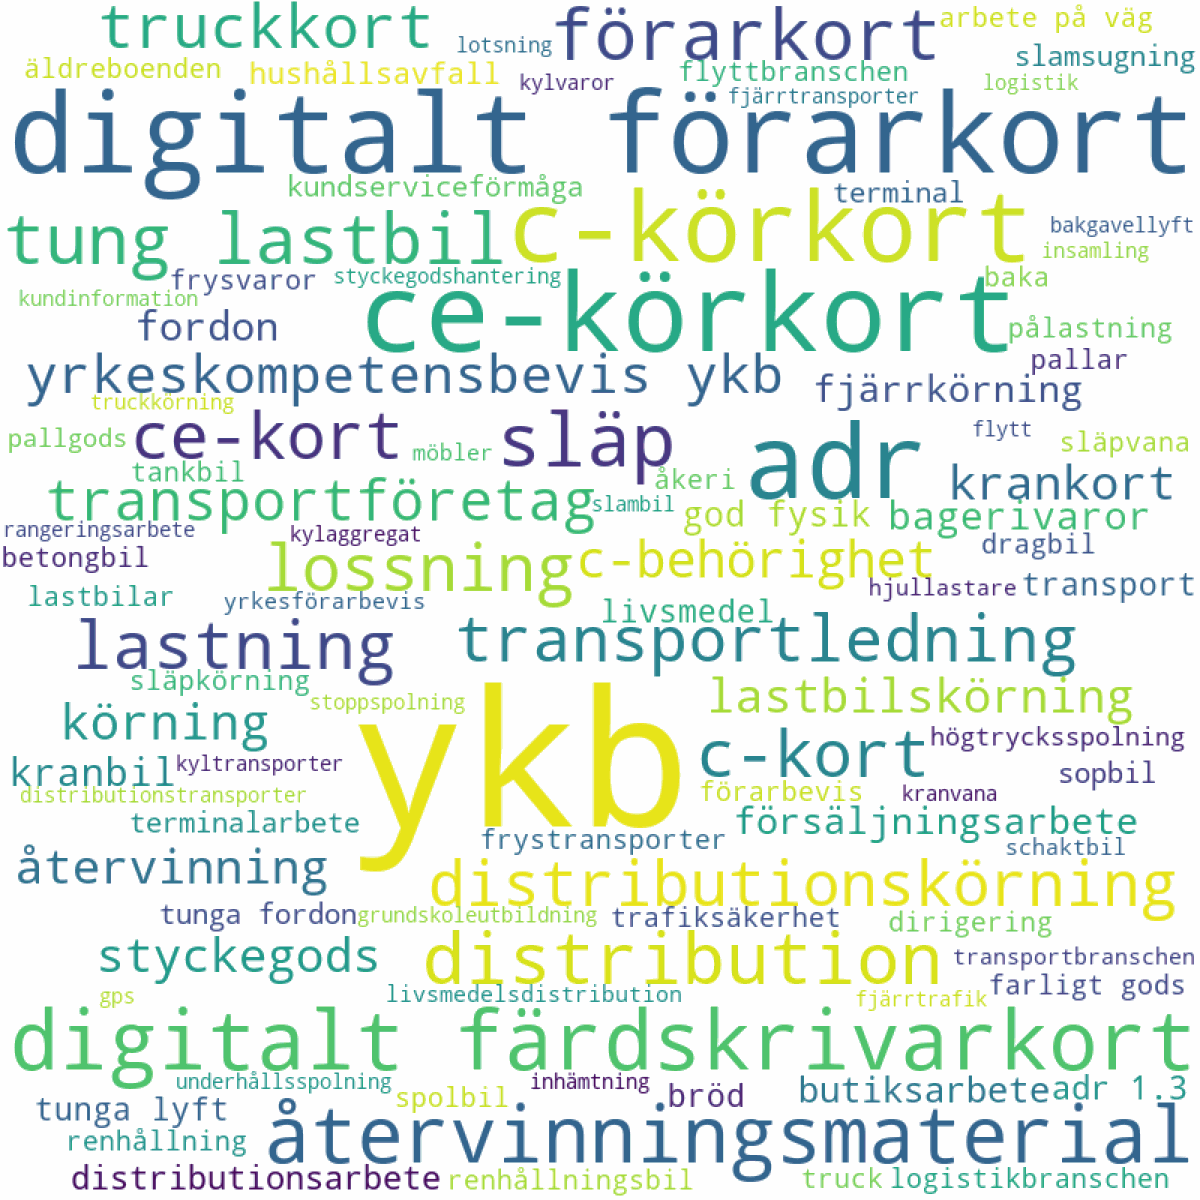 truckkort
lotsning
förarkort
arbete på väg
äldreboenden
hushållsavfall
kylvaror
flyttbranschen
slamsugning
fjärrtransporter
logistik
digitalt förarkort
kundserviceförmåga
terminal
tung lastbil
c-körkort
bakgavellyft
insamling
frysvaror
styckegodshantering
baka
kundinformation
fordon
ce-körkort
pålastning
pallar
yrkeskompetensbevis ykb
fjärrkörning
truckkörning
pallgods
ce-kort
möbler
släp
adr
flytt
släpvana
tankbil
åkeri
krankort
transportföretag
slambil
god fysik
bagerivaror
rangeringsarbete
kylaggregat
dragbil
betongbil
lossning
c-behörighet
hjullastare
transport
lastbilar
yrkesförarbevis
livsmedel
lastning
transportledning
släpkörning
stoppspolning
lastbilskörning
körning
ykb
c-kort
högtrycksspolning
kranbil
kyltransporter
sopbil
distributionstransporter
förarbevis
kranvana
terminalarbete
frystransporter
försäljningsarbete
schaktbil
återvinning
distributionskörning
tunga fordon
grundskoleutbildning
trafiksäkerhet
dirigering
styckegods
distribution
transportbranschen
gps
livsmedelsdistribution
fjärrtrafik
farligt gods
digitalt färdskrivarkort
underhållsspolning
inhämtning
tunga lyft
spolbil
bröd
butiksarbete
adr 1.3
renhållning
återvinningsmaterial
distributionsarbete
renhållningsbil
truck
logistikbranschen